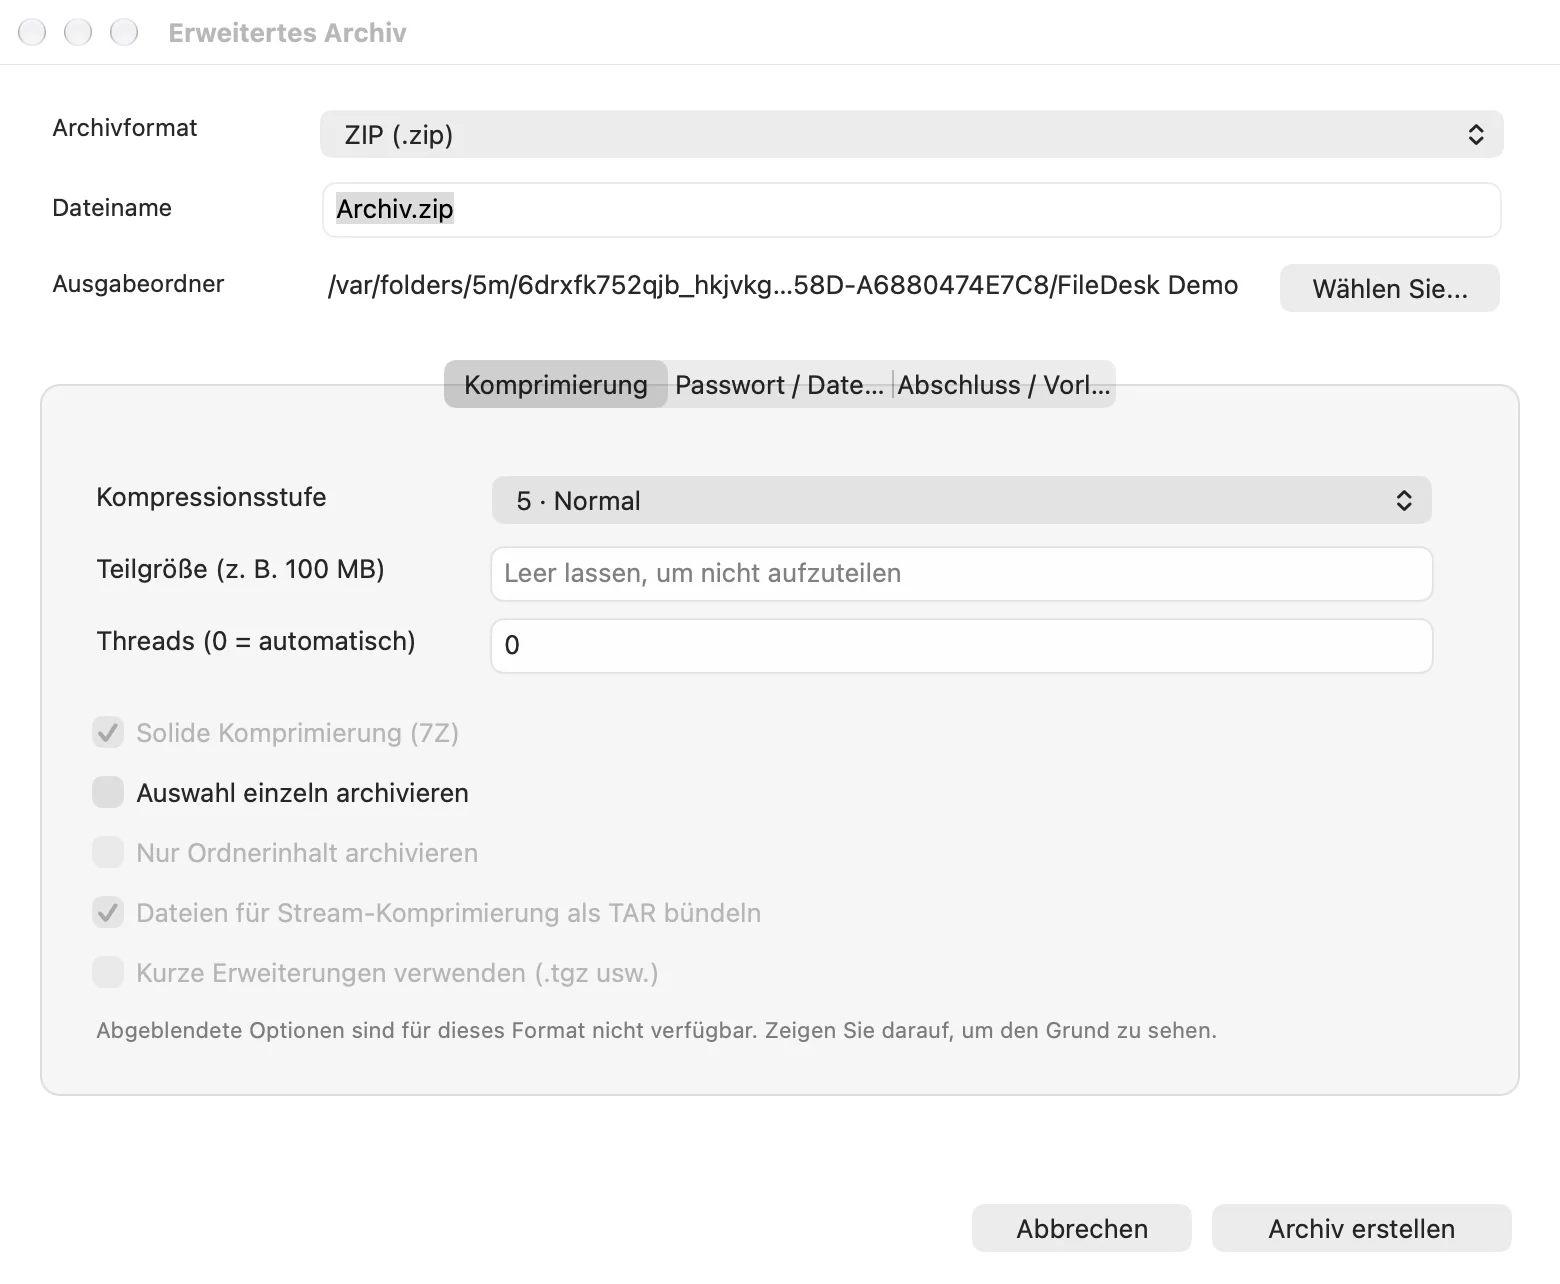 Erweitertes Archiv
Archivformat
ZIP (.zip)
Dateiname
Archiv.zip
Ausgabeordner
/var/folders/5m/6drxfk752qjb_hkjvkg...58D-A6880474E7C8/FileDesk Demo
Wählen Sie...
Komprimierung
Passwort / Date...
Abschluss / Vorl...
Kompressionsstufe
5 · Normal
Teilgröße (z. B. 100 MB)
Leer lassen, um nicht aufzuteilen
Threads (0 = automatisch)
0
Solide Komprimierung (7Z)
Auswahl einzeln archivieren
Nur Ordnerinhalt archivieren
Dateien für Stream-Komprimierung als TAR bündeln
Kurze Erweiterungen verwenden (.tgz usw.)
Abgeblendete Optionen sind für dieses Format nicht verfügbar. Zeigen Sie darauf, um den Grund zu sehen.
Abbrechen
Archiv erstellen